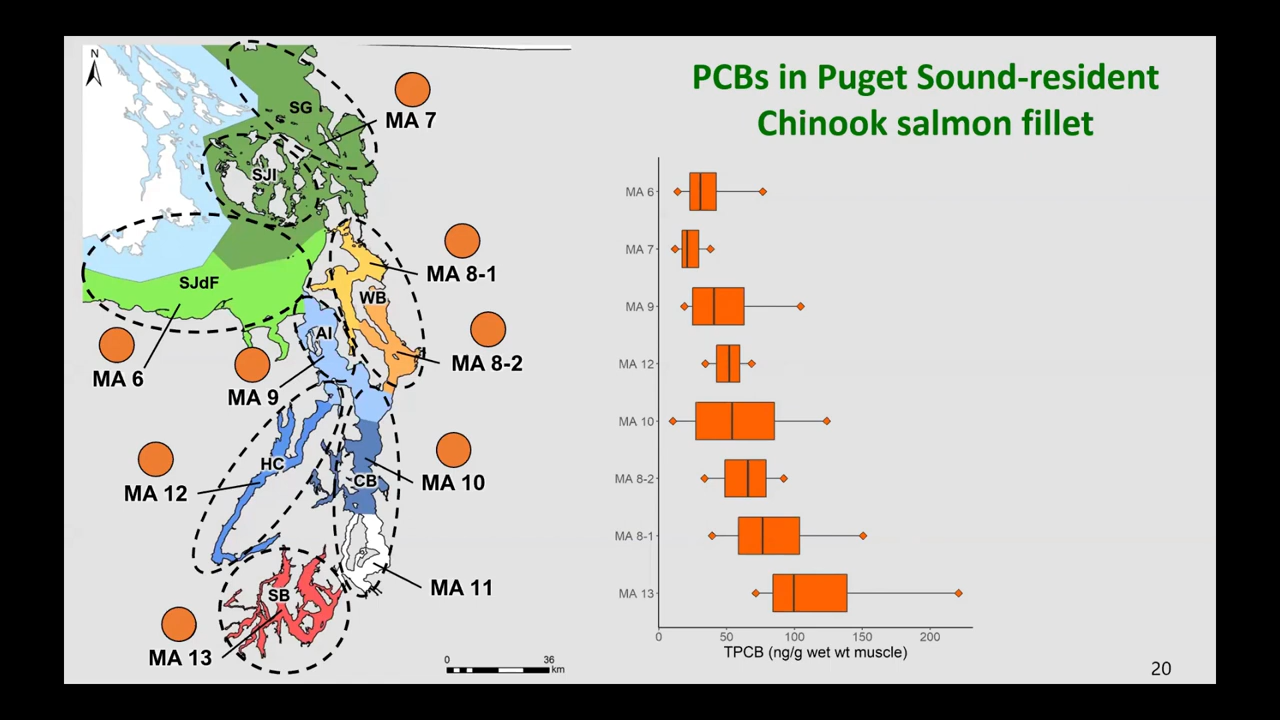 PCBs in Puget Sound-resident
Chinook salmon fillet
N
SG
MA 7
SJI
MA 8-1
SJdF
WB
AI
MA 8-2
MA 6
MA 9
HC
MA 12
CB
MA 10
MA 11
SB
MA 13
0 36
km
MA 6
MA 7
MA 9
MA 12
MA 10
MA 8-2
MA 8-1
MA 13
0 50 100 150 200
TPCB (ng/g wet wt muscle)
20